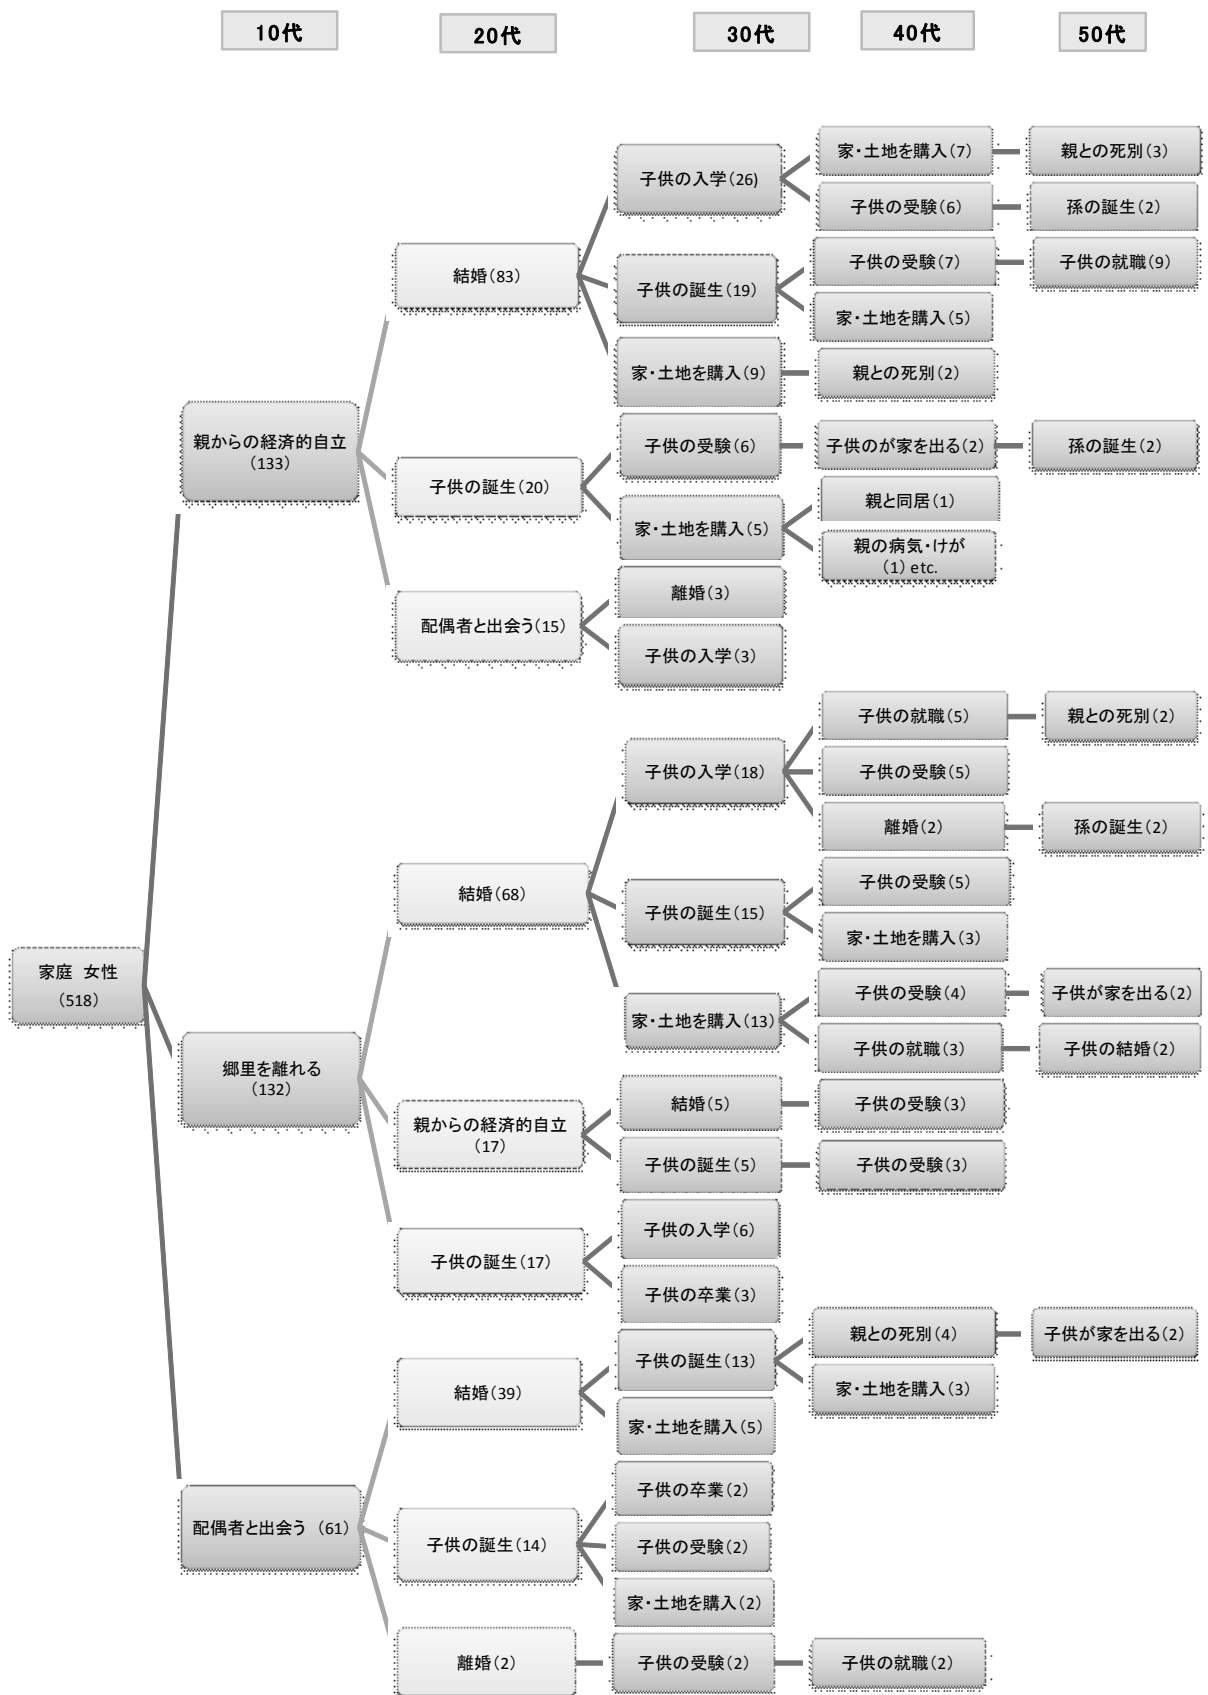 10代
20代
30代
40代
50代
家・土地を購入(7)
親との死別(3)
子供の入学(26)
子供の受験(6)
孫の誕生(2)
結婚(83)
子供の受験(7)
子供の就職(9)
子供の誕生(19)
家・土地を購入(5)
家・土地を購入(9)
親との死別(2)
親からの経済的自立
(133)
子供の受験(6)
子供のが家を出る(2)
孫の誕生(2)
子供の誕生(20)
親と同居(1)
家・土地を購入(5)
親の病気・けが
(1) etc.
離婚(3)
配偶者と出会う(15)
子供の入学(3)
子供の就職(5)
親との死別(2)
子供の入学(18)
子供の受験(5)
離婚(2)
孫の誕生(2)
結婚(68)
子供の受験(5)
子供の誕生(15)
家・土地を購入(3)
家庭 女性
(518)
子供の受験(4)
子供が家を出る(2)
家・土地を購入(13)
子供の就職(3)
子供の結婚(2)
郷里を離れる
(132)
結婚(5)
子供の受験(3)
親からの経済的自立
(17)
子供の誕生(5)
子供の受験(3)
子供の入学(6)
子供の誕生(17)
子供の卒業(3)
親との死別(4)
子供が家を出る(2)
子供の誕生(13)
結婚(39)
家・土地を購入(3)
家・土地を購入(5)
子供の卒業(2)
配偶者と出会う (61)
子供の誕生(14)
子供の受験(2)
家・土地を購入(2)
離婚(2)
子供の受験(2)
子供の就職(2)